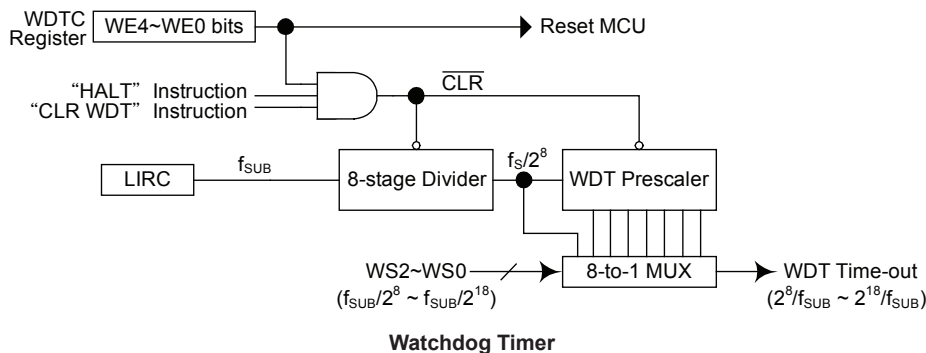 WDTC
Register
WE4~WE0 bits
Reset MCU
“HALT” Instruction
“CLR WDT” Instruction
CLR
LIRC
fSUB
8-stage Divider
fS/2^8
WDT Prescaler
WS2~WS0
(fSUB/2^8 ~ fSUB/2^18)
8-to-1 MUX
WDT Time-out
(2^8/fSUB ~ 2^18/fSUB)
Watchdog Timer